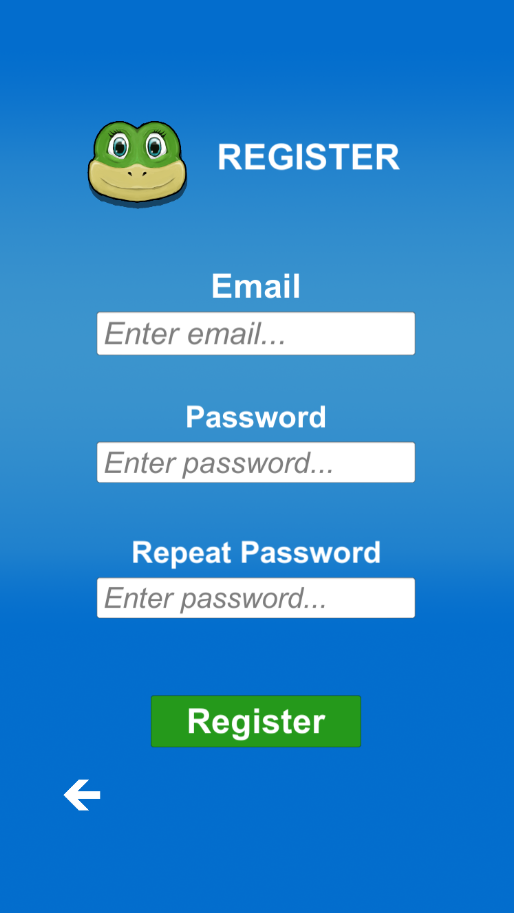 REGISTER
Email
Enter email...
Password
Enter password...
Repeat Password
Enter password...
Register